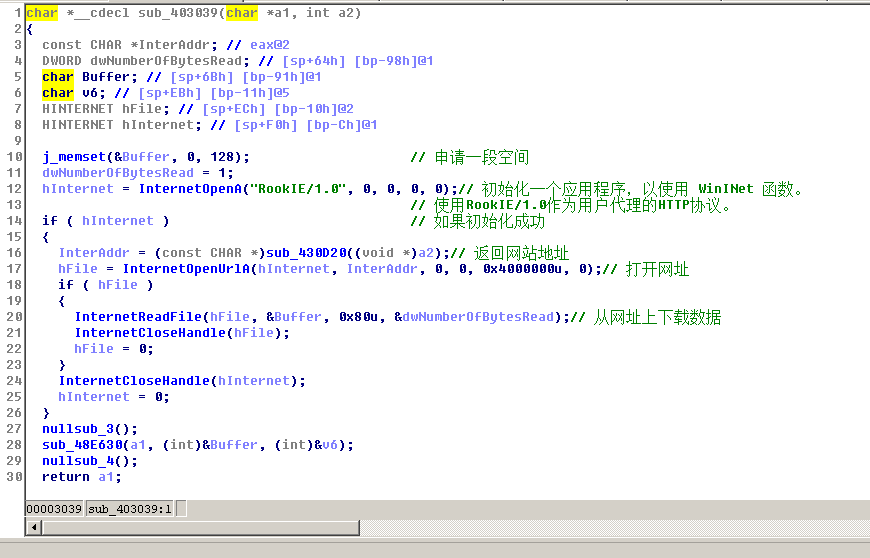 1 char *__cdecl sub_403039(char *a1, int a2)
2 {
3 const CHAR *InterAddr; // eax@2
4 DWORD dwNumberOfBytesRead; // [sp+64h] [bp-98h]@1
5 char Buffer; // [sp+6Bh] [bp-91h]@1
6 char v6; // [sp+EBh] [bp-11h]@5
7 HINTERNET hFile; // [sp+ECh] [bp-10h]@2
8 HINTERNET hInternet; // [sp+F0h] [bp-Ch]@1
9
10 j_memset(&Buffer, 0, 128); // 申请一段空间
11 dwNumberOfBytesRead = 1;
12 hInternet = InternetOpenA("RookIE/1.0", 0, 0, 0, 0);// 初始化一个应用程序，以使用 WinINet 函数。
13 // 使用RookIE/1.0作为用户代理的HTTP协议。
14 if ( hInternet ) // 如果初始化成功
15 {
16 InterAddr = (const CHAR *)sub_430D20((void *)a2);// 返回网站地址
17 hFile = InternetOpenUrlA(hInternet, InterAddr, 0, 0, 0x4000000u, 0);// 打开网址
18 if ( hFile )
19 {
20 InternetReadFile(hFile, &Buffer, 0x80u, &dwNumberOfBytesRead);// 从网址上下载数据
21 InternetCloseHandle(hFile);
22 hFile = 0;
23 }
24 InternetCloseHandle(hInternet);
25 hInternet = 0;
26 }
27 nullsub_3();
28 sub_48E630(a1, (int)&Buffer, (int)&v6);
29 nullsub_4();
30 return a1;
00003039 sub_403039:1